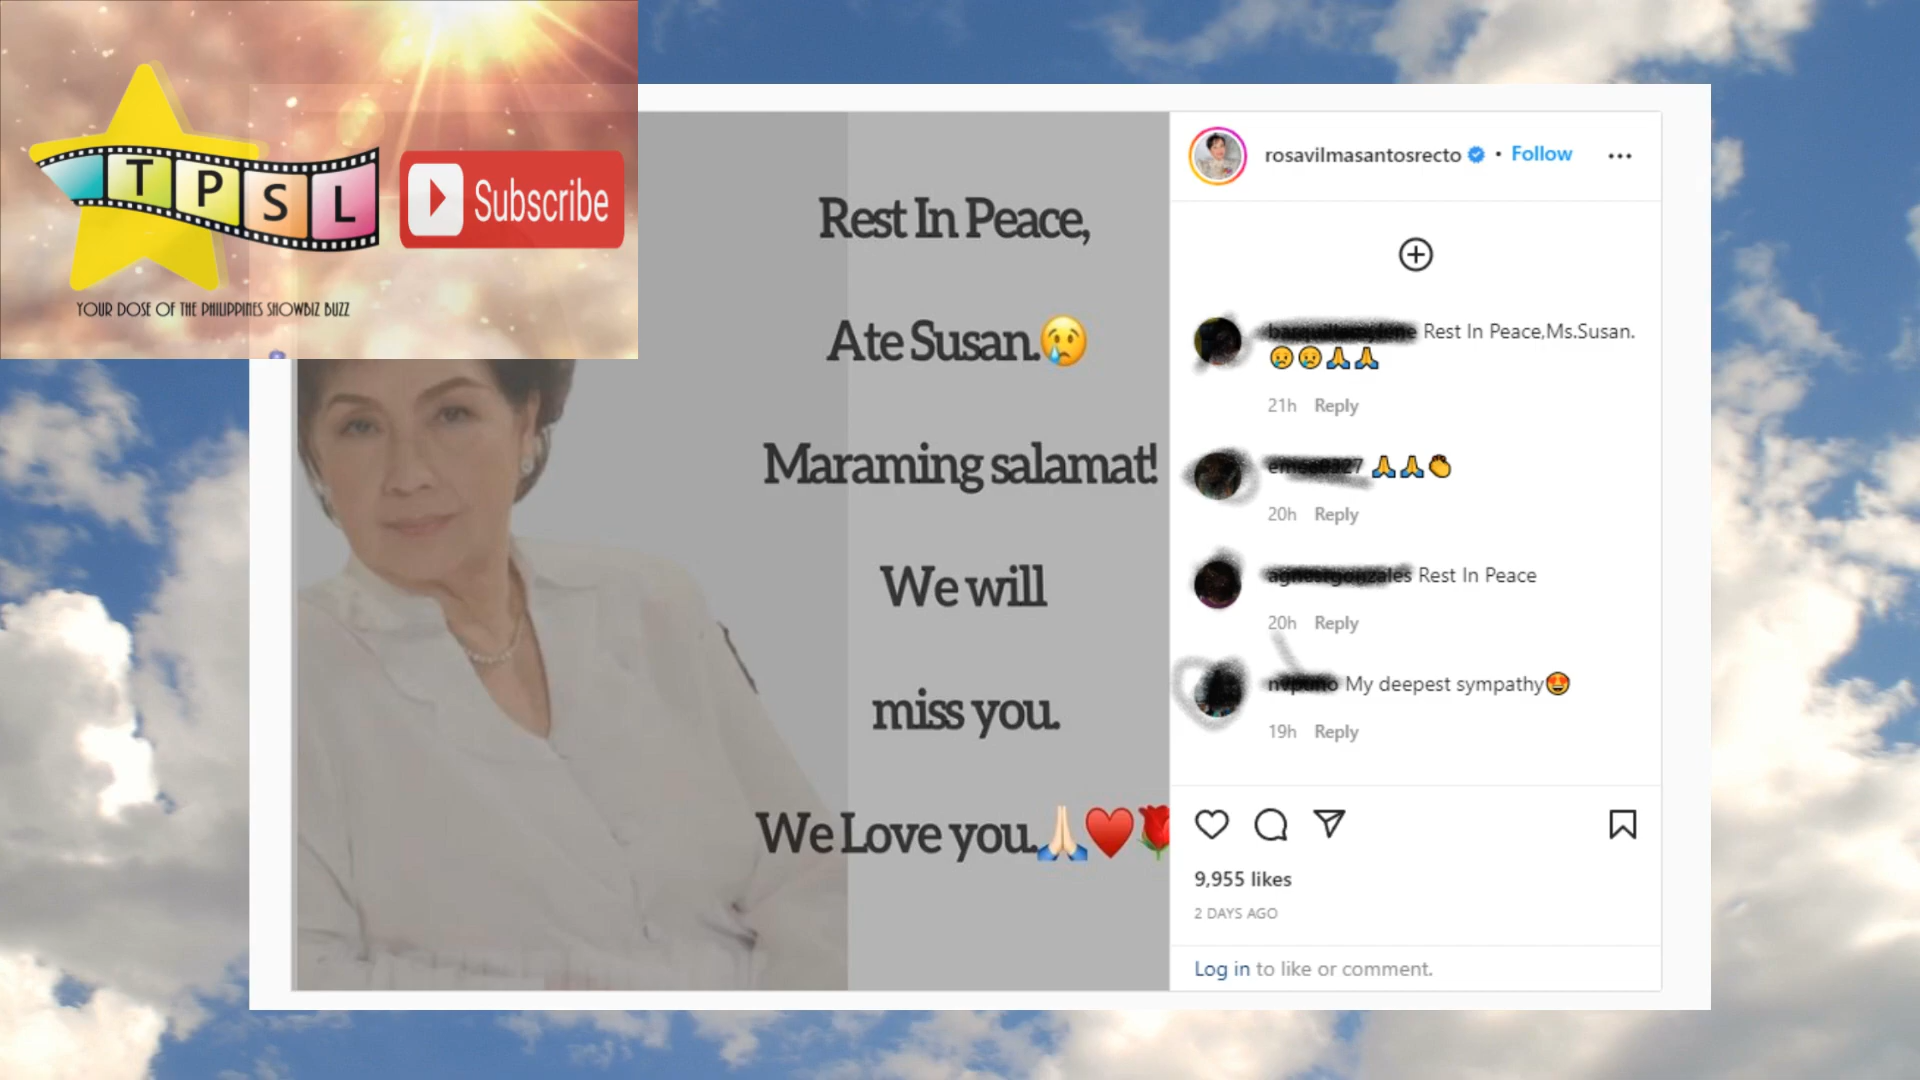 TPSL
Subscribe
YOUR DOSE OF THE PHILIPPINES SHOWBIZ BUZZ
Rest In Peace,
Ate Susan.😢
Maraming salamat!
We will
miss you.
We Love you.🙏🏻❤️🌹
rosavilmasantosrecto • Follow
Rest In Peace,Ms.Susan.
😥😥🙏🙏
21h Reply
🙏🙏👏
20h Reply
Rest In Peace
20h Reply
My deepest sympathy😍
19h Reply
9,955 likes
2 DAYS AGO
Log in to like or comment.